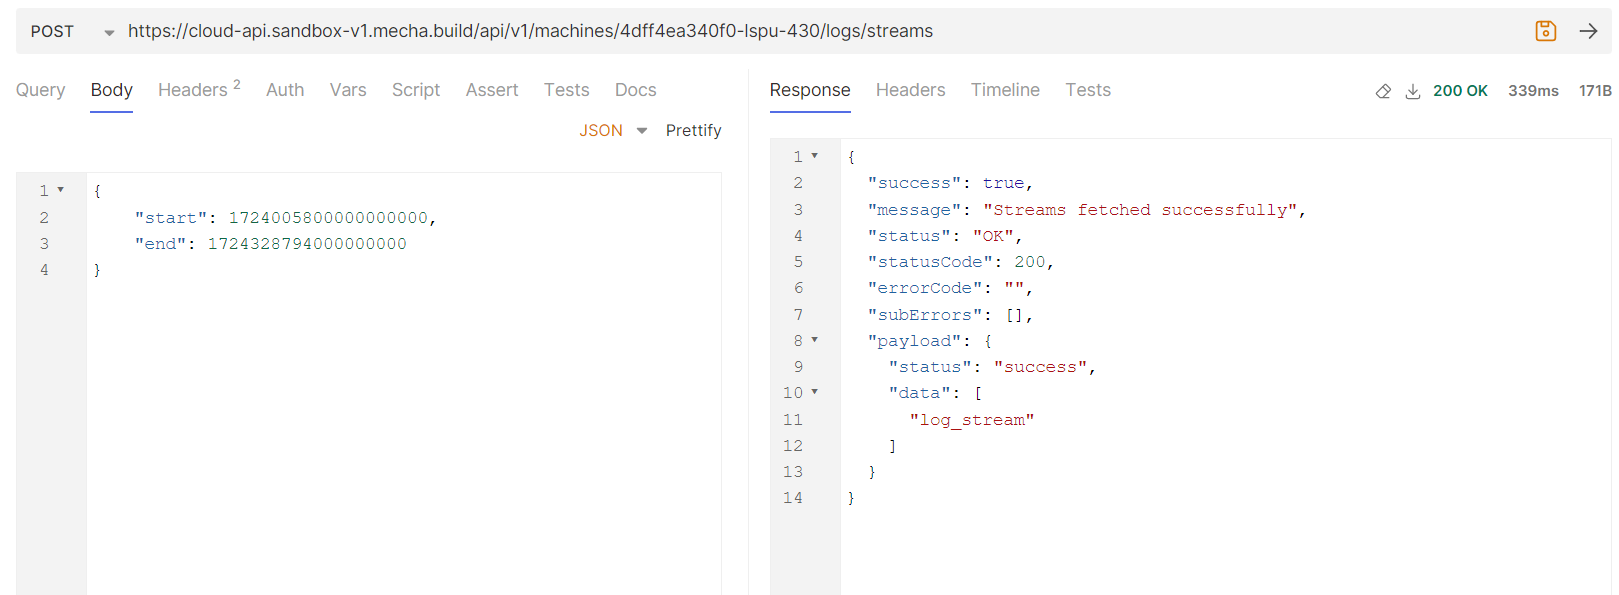 POST https://cloud-api.sandbox-v1.mecha.build/api/v1/machines/4dff4ea340f0-lspu-430/logs/streams
Query Body Headers 2 Auth Vars Script Assert Tests Docs
JSON Prettify
1 {
2 "start": 1724005800000000000,
3 "end": 1724328794000000000
4 }
Response Headers Timeline Tests 200 OK 339ms 171B
1 {
2 "success": true,
3 "message": "Streams fetched successfully",
4 "status": "OK",
5 "statusCode": 200,
6 "errorCode": "",
7 "subErrors": [],
8 "payload": {
9 "status": "success",
10 "data": [
11 "log_stream"
12 ]
13 }
14 }